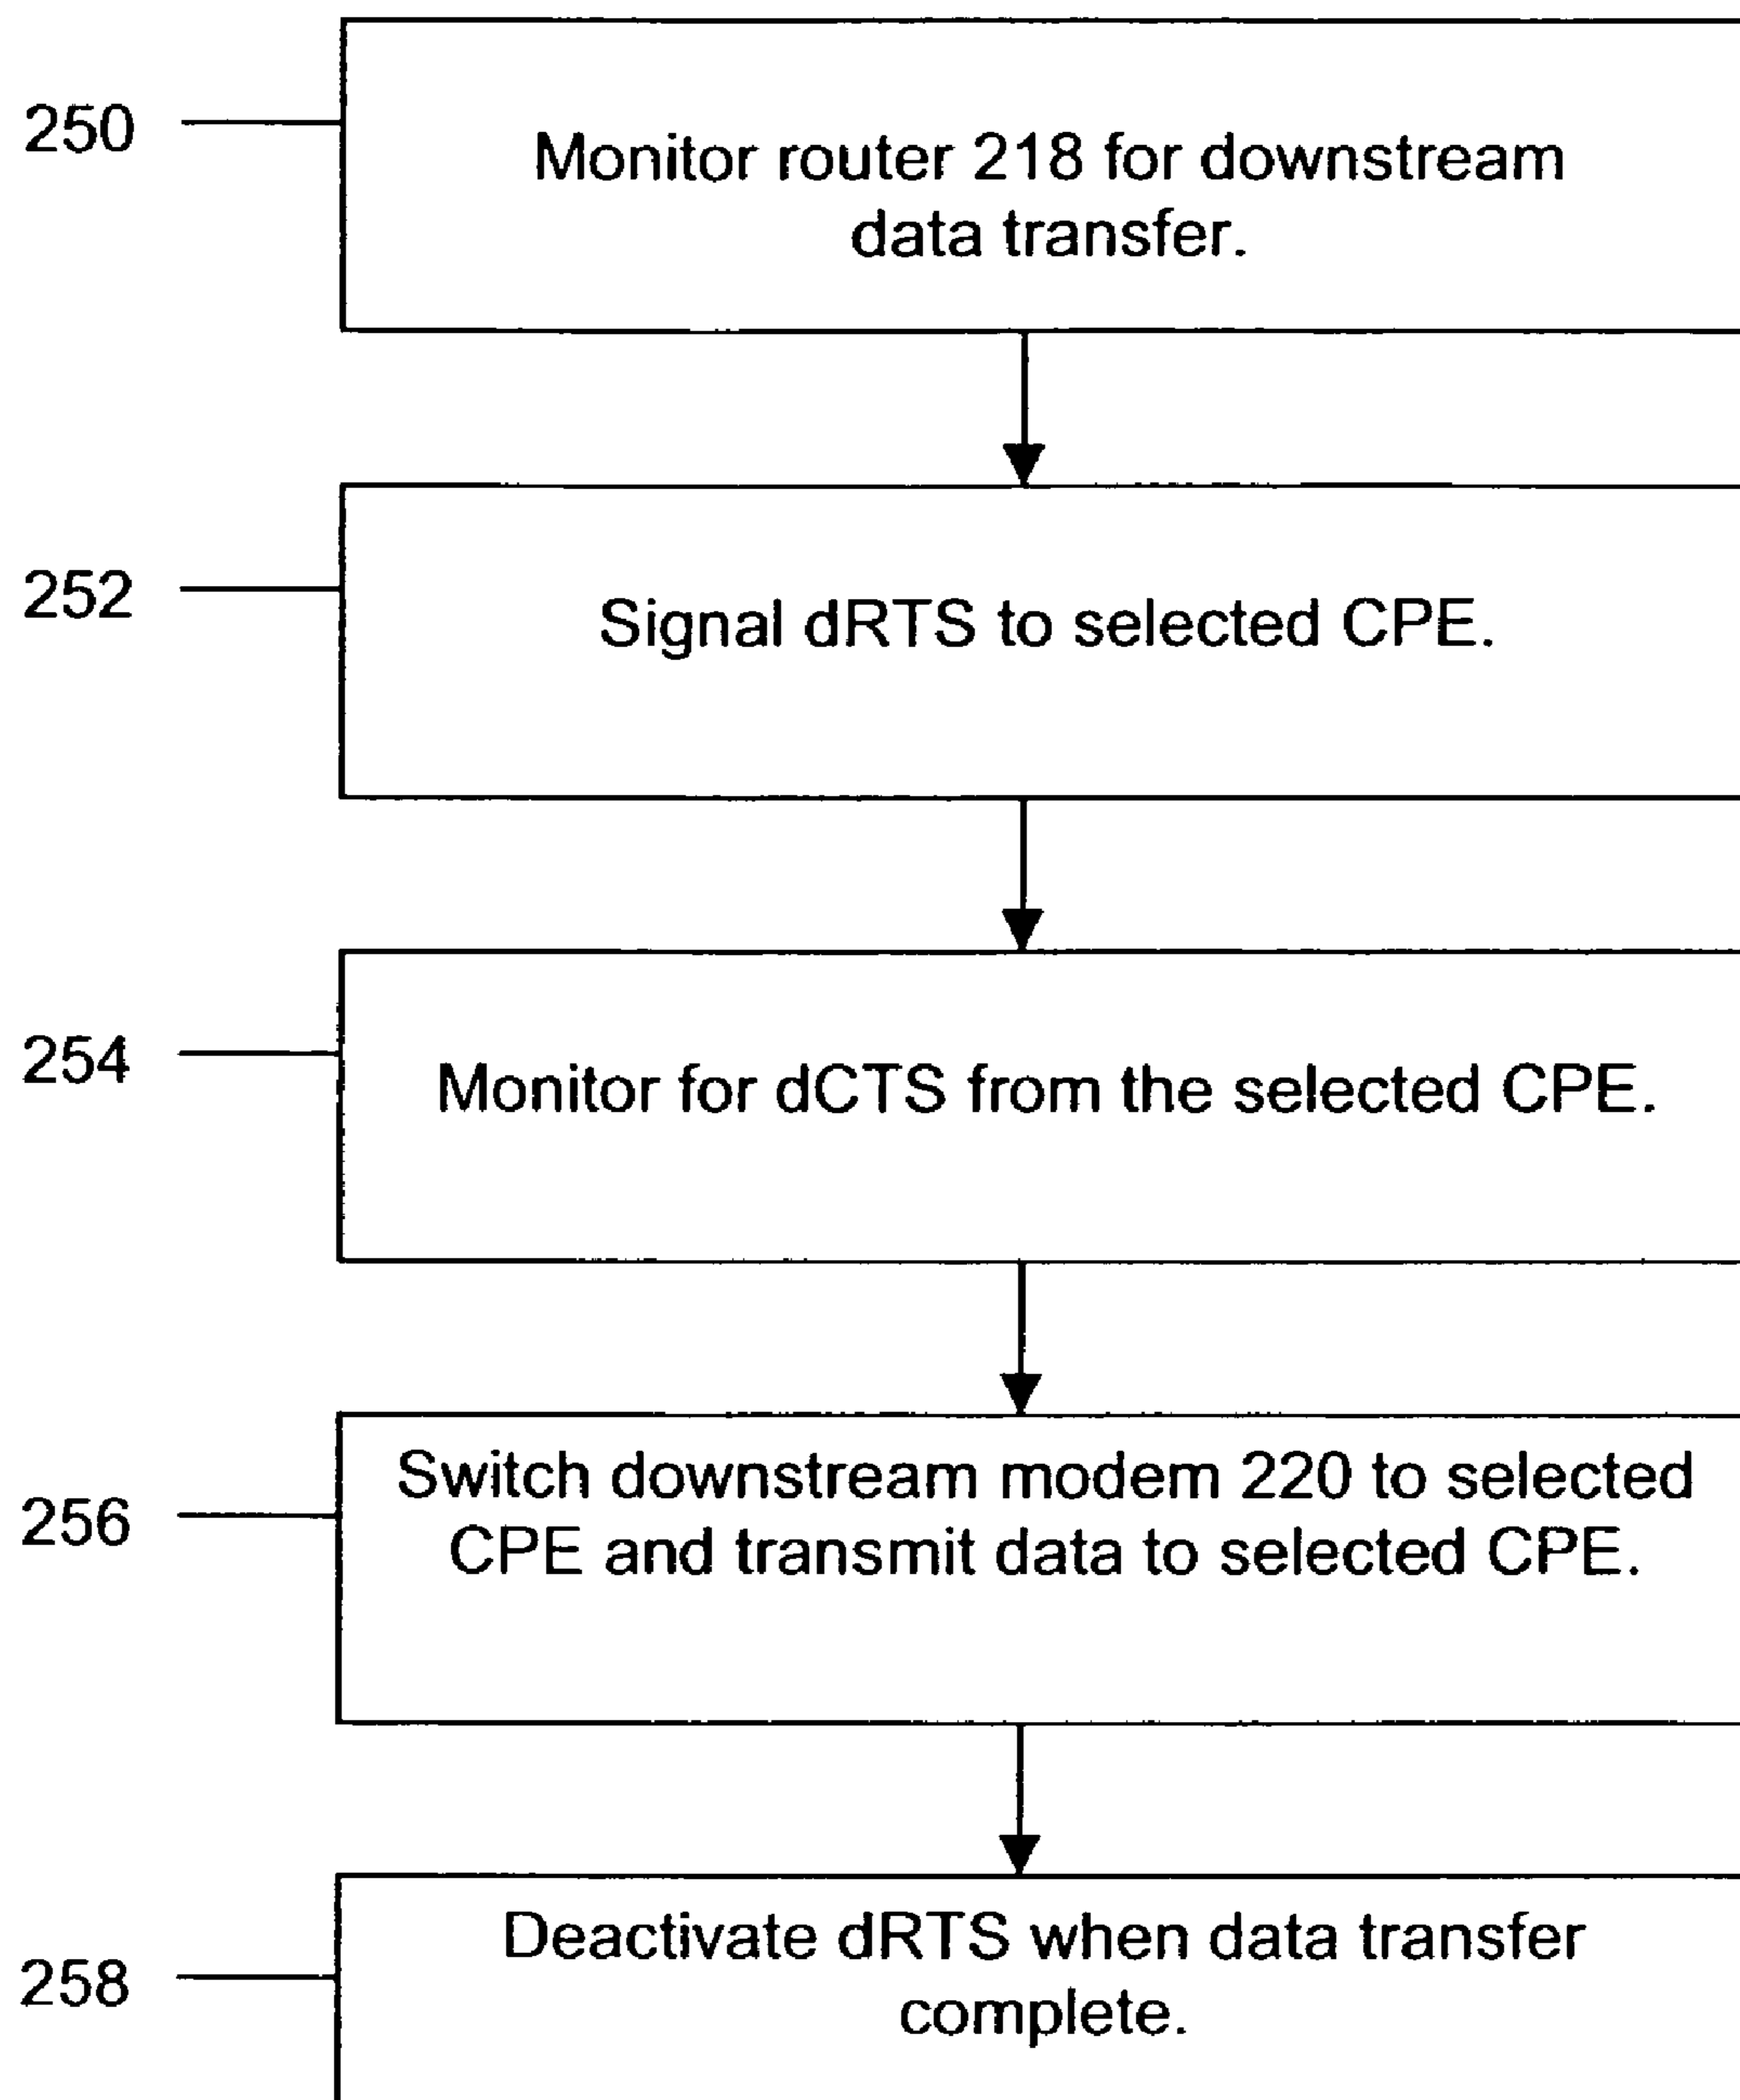 250
Monitor router 218 for downstream
data transfer.
252
Signal dRTS to selected CPE.
254
Monitor for dCTS from the selected CPE.
256
Switch downstream modem 220 to selected
CPE and transmit data to selected CPE.
258
Deactivate dRTS when data transfer
complete.